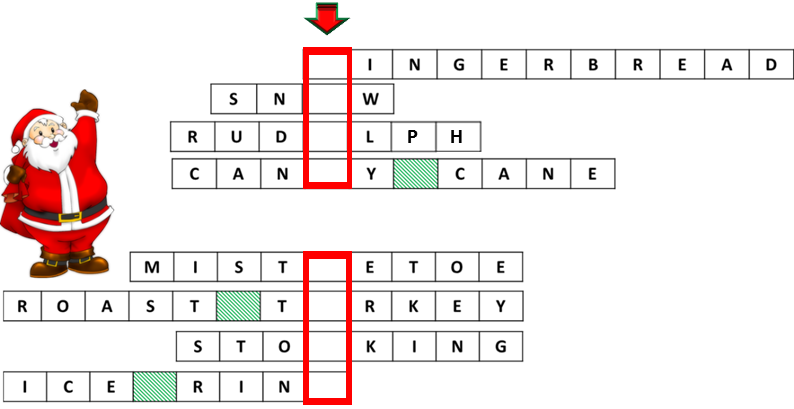 I N G E R B R E A D
S N W
R U D L P H
C A N Y C A N E
M I S T E T O E
R O A S T T R K E Y
S T O K I N G
I C E R I N